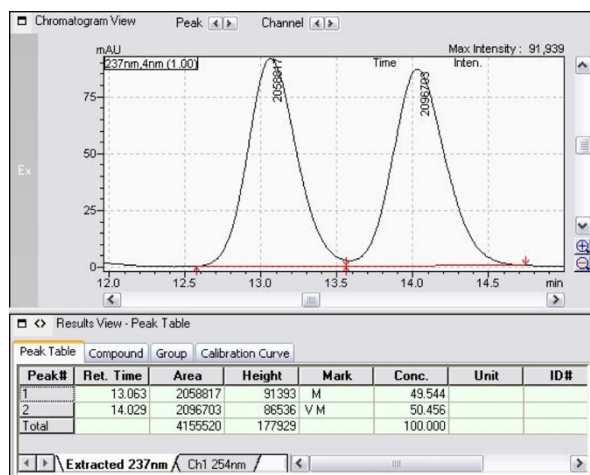 Chromatogram View Peak Channel
mAU Max Intensity : 91,939
237nm,4nm (1.00) Time Inten.
2058817
2096703
75
50
25
0
Ex
12.0 12.5 13.0 13.5 14.0 14.5 min
Results View - Peak Table
Peak Table Compound Group Calibration Curve
Peak# Ret. Time Area Height Mark Conc. Unit ID#
1 13.063 2058817 91393 M 49.544
2 14.029 2096703 86536 V M 50.456
Total 4155520 177929 100.000
Extracted 237nm Ch1 254nm